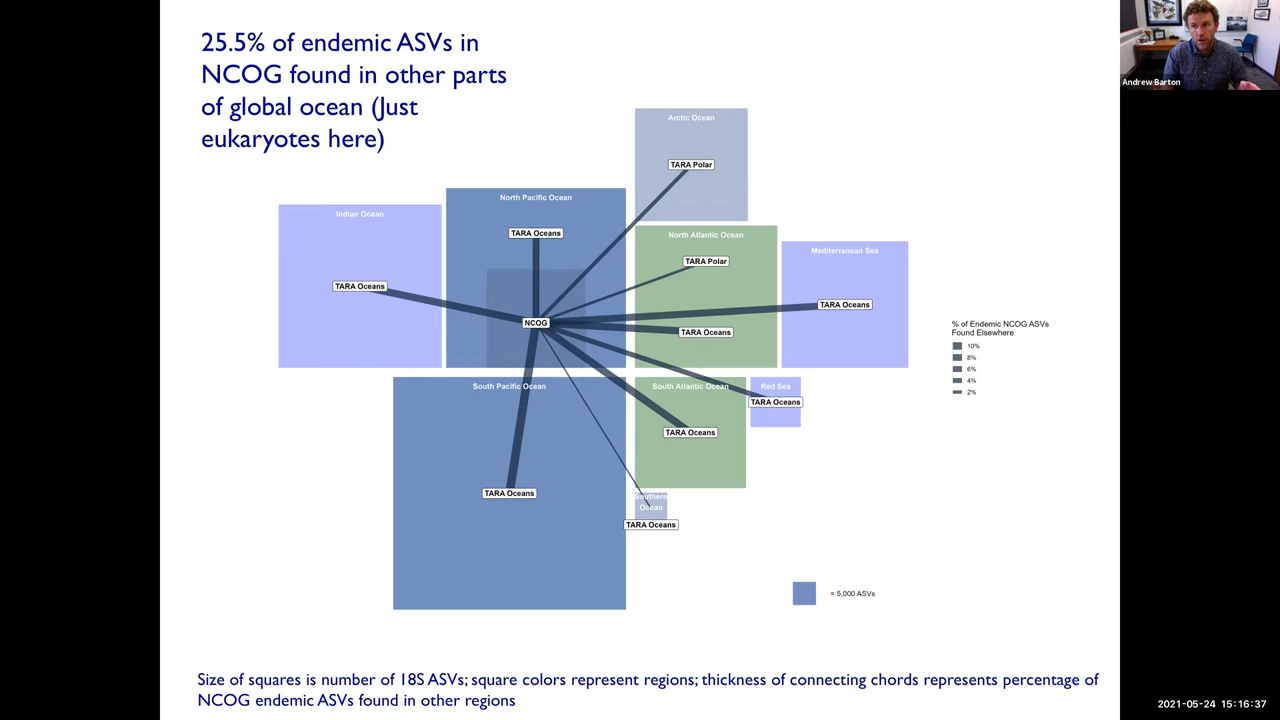 25.5% of endemic ASVs in
NCOG found in other parts
of global ocean (Just
eukaryotes here)
Andrew Barton
Arctic Ocean
TARA Polar
North Pacific Ocean
Indian Ocean
TARA Oceans
North Atlantic Ocean
Mediterranean Sea
TARA Polar
TARA Oceans
TARA Oceans
NCOG
TARA Oceans
% of Endemic NCOG ASVs
Found Elsewhere
10%
8%
6%
4%
2%
South Pacific Ocean
South Atlantic Ocean
Red Sea
TARA Oceans
TARA Oceans
TARA Oceans
Southern
Ocean
TARA Oceans
= 5,000 ASVs
Size of squares is number of 18S ASVs; square colors represent regions; thickness of connecting chords represents percentage of
NCOG endemic ASVs found in other regions
2021-05-24 15:16:37